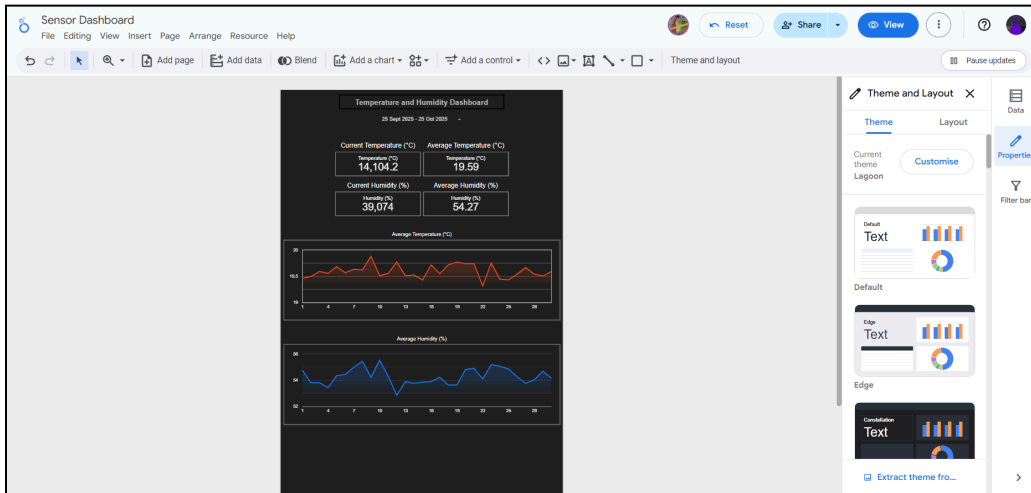 Sensor Dashboard
File Editing View Insert Page Arrange Resource Help
Reset
Share
View
Add page
Add data
Blend
Add a chart
Add a control
Theme and layout
Pause updates
Temperature and Humidity Dashboard
25 Sept 2025 - 25 Oct 2025
Current Temperature (°C) Average Temperature (°C)
Temperature (°C) Temperature (°C)
14,104.2 19.59
Current Humidity (%) Average Humidity (%)
Humidity (%) Humidity (%)
39,074 54.27
Average Temperature (°C)
20
19.5
19
1 4 7 10 13 16 19 22 25 28
Average Humidity (%)
56
54
52
1 4 7 10 13 16 19 22 25 28
Theme and Layout
Theme Layout
Current
theme
Lagoon
Customise
Default
Text
Default
Edge
Text
Edge
Constellation
Text
Extract theme fro...
Data
Propertie
Filter bar